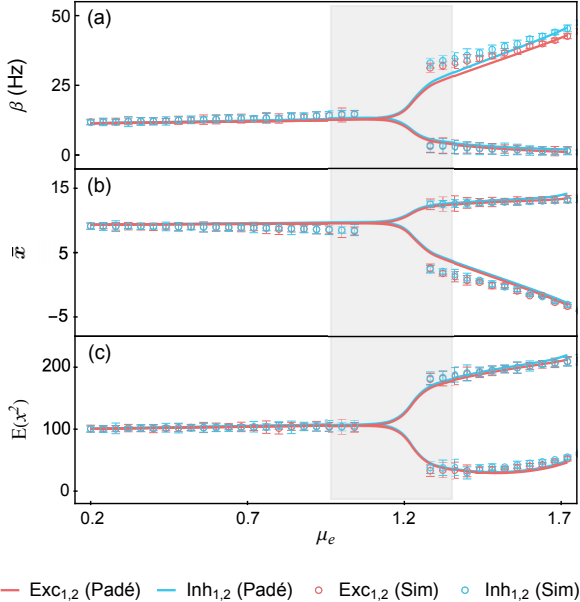 (a)
50
25
0
β (Hz)
(b)
15
5
−5
x̄
(c)
200
100
0
E(x²)
0.2 0.7 1.2 1.7
μₑ
Exc₁,₂ (Padé) Inh₁,₂ (Padé) Exc₁,₂ (Sim) Inh₁,₂ (Sim)